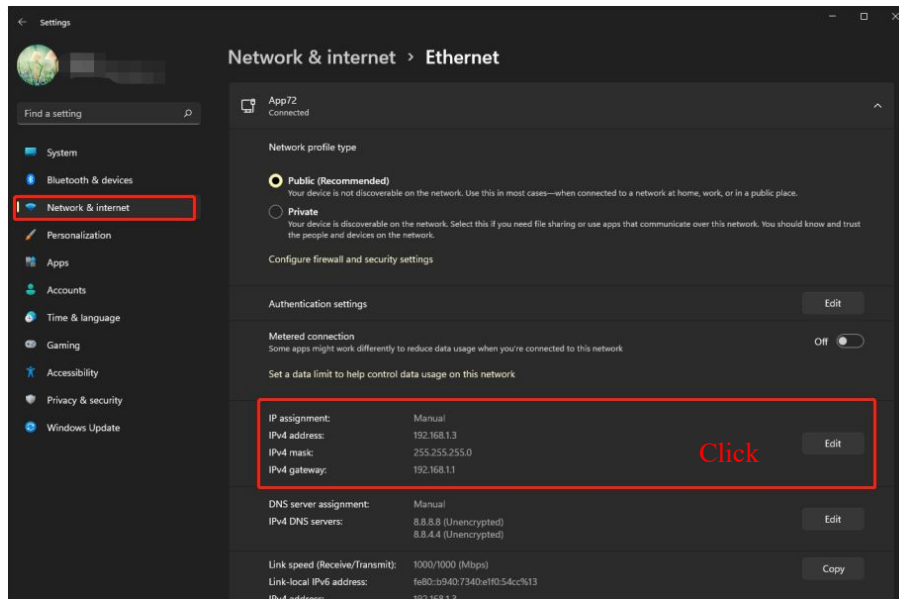 Settings
Network & internet > Ethernet
Find a setting
System
Bluetooth & devices
Network & internet
Personalization
Apps
Accounts
Time & language
Gaming
Accessibility
Privacy & security
Windows Update
App72
Connected
Network profile type
Public (Recommended)
Your device is not discoverable on the network. Use this in most cases—when connected to a network at home, work, or in a public place.
Private
Your device is discoverable on the network. Select this if you need file sharing or use apps that communicate over this network. You should know and trust
the people and devices on the network.
Configure firewall and security settings
Authentication settings Edit
Metered connection
Some apps might work differently to reduce data usage when you're connected to this network
Off
Set a data limit to help control data usage on this network
IP assignment: Manual
IPv4 address: 192.168.1.3
IPv4 mask: 255.255.255.0
IPv4 gateway: 192.168.1.1
Click
Edit
DNS server assignment: Manual
IPv4 DNS servers: 8.8.8.8 (Unencrypted)
8.8.4.4 (Unencrypted)
Edit
Link speed (Receive/Transmit): 1000/1000 (Mbps)
Link-local IPv6 address: fe80::b940:7340:e1f0:54cc%13
IPv4 address: 192.168.1.3
Copy